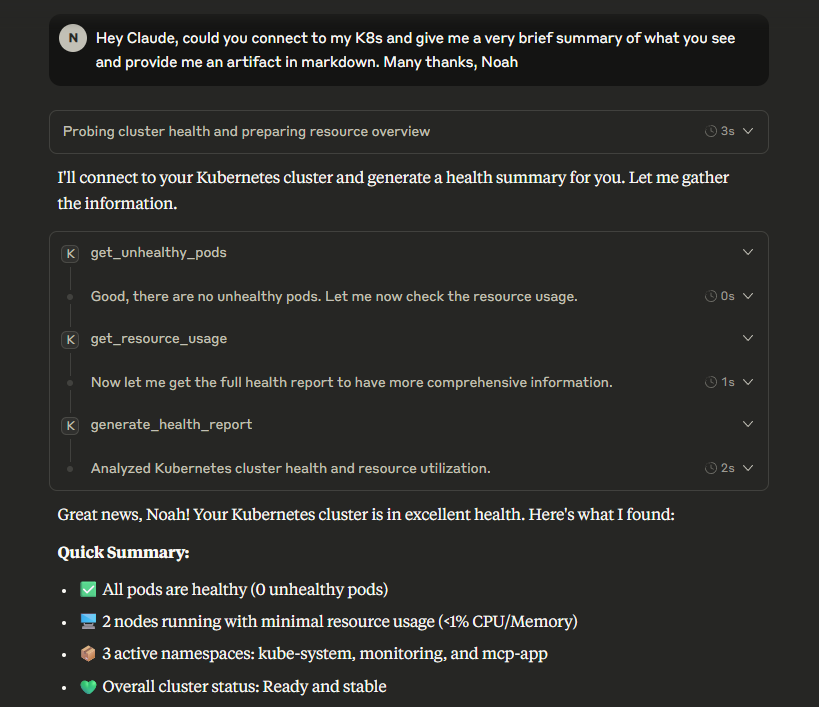 N
Hey Claude, could you connect to my K8s and give me a very brief summary of what you see
and provide me an artifact in markdown. Many thanks, Noah
Probing cluster health and preparing resource overview 3s
I'll connect to your Kubernetes cluster and generate a health summary for you. Let me gather
the information.
K get_unhealthy_pods
Good, there are no unhealthy pods. Let me now check the resource usage. 0s
K get_resource_usage
Now let me get the full health report to have more comprehensive information. 1s
K generate_health_report
Analyzed Kubernetes cluster health and resource utilization. 2s
Great news, Noah! Your Kubernetes cluster is in excellent health. Here's what I found:
Quick Summary:
• ✅ All pods are healthy (0 unhealthy pods)
• 💻 2 nodes running with minimal resource usage (<1% CPU/Memory)
• 📦 3 active namespaces: kube-system, monitoring, and mcp-app
• 💚 Overall cluster status: Ready and stable